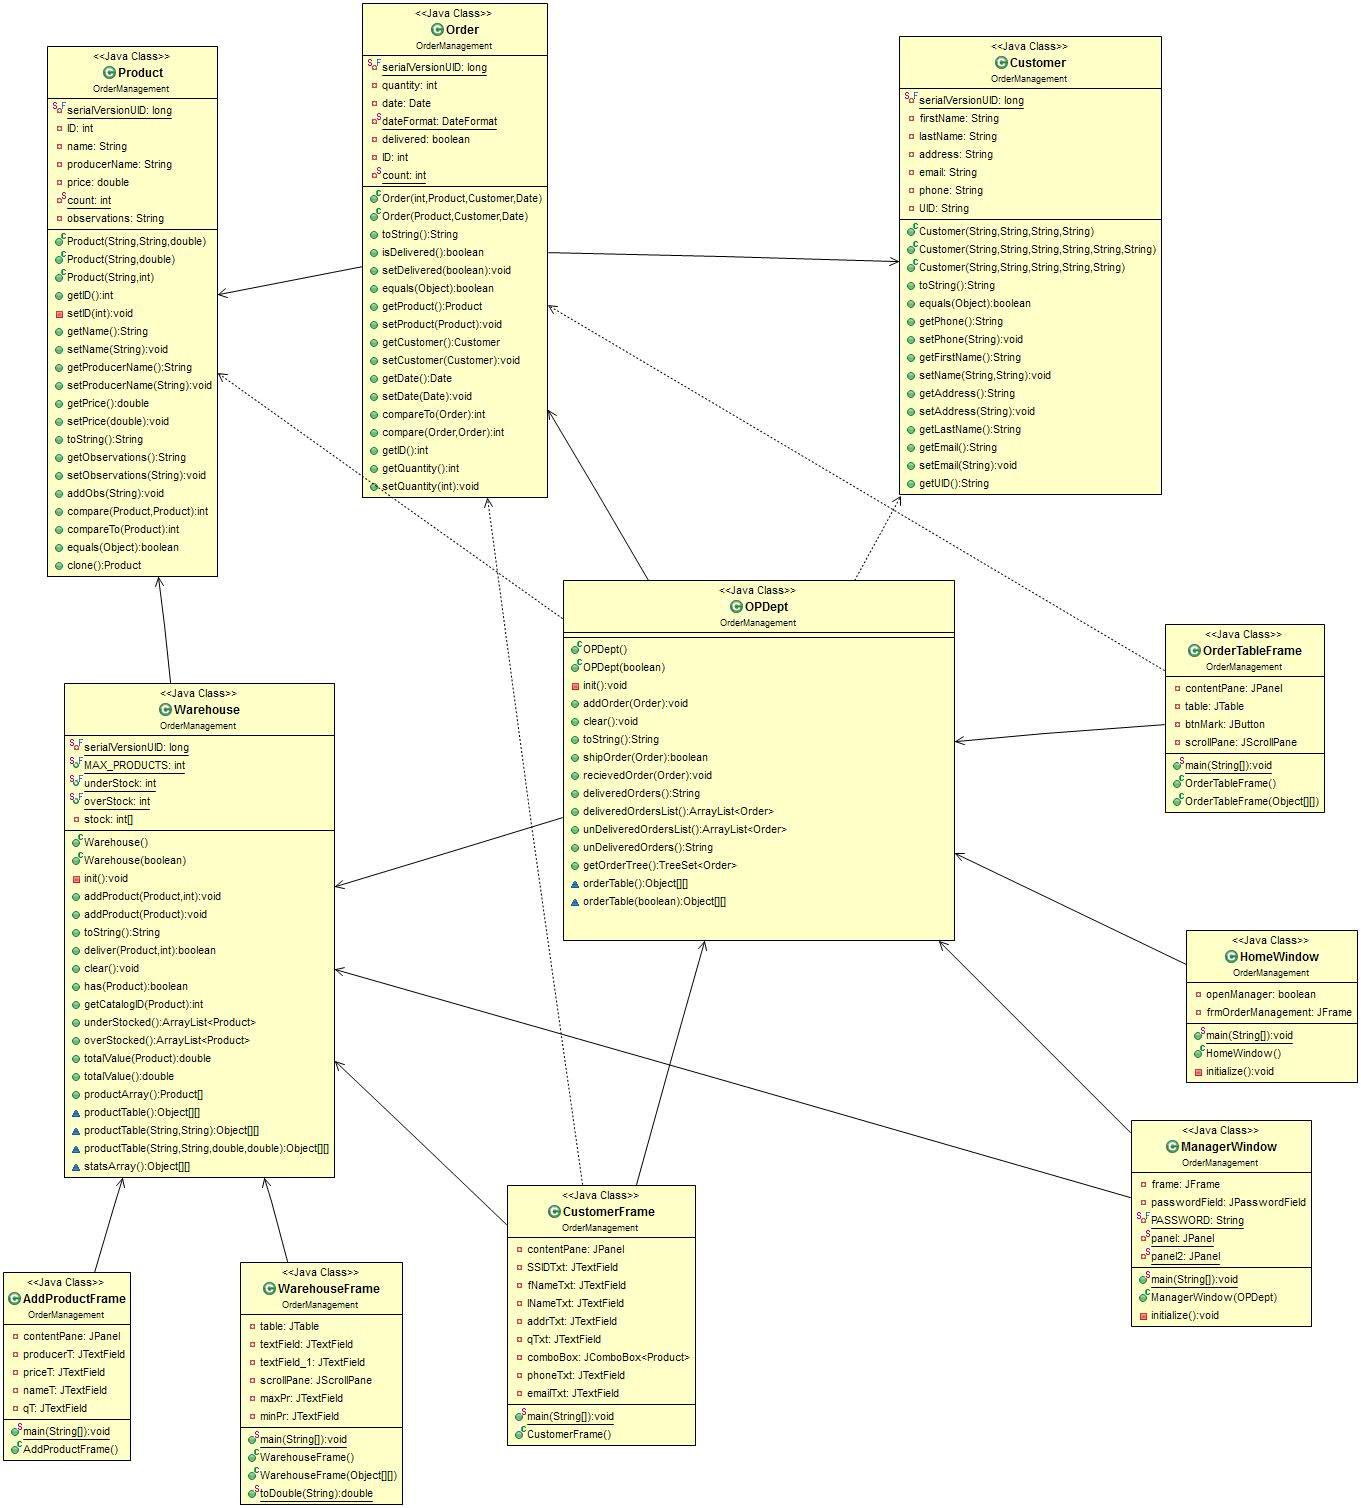 <<Java Class>>
Order
OrderManagement
serialVersionUID: long
quantity: int
date: Date
dateFormat: DateFormat
delivered: boolean
ID: int
count: int
Order(int,Product,Customer,Date)
Order(Product,Customer,Date)
toString():String
isDelivered():boolean
setDelivered(boolean):void
equals(Object):boolean
getProduct():Product
setProduct(Product):void
getCustomer():Customer
setCustomer(Customer):void
getDate():Date
setDate(Date):void
compareTo(Order):int
compare(Order,Order):int
getID():int
getQuantity():int
setQuantity(int):void
<<Java Class>>
Product
OrderManagement
serialVersionUID: long
ID: int
name: String
producerName: String
price: double
count: int
observations: String
Product(String,String,double)
Product(String,double)
Product(String,int)
getID():int
setID(int):void
getName():String
setName(String):void
getProducerName():String
setProducerName(String):void
getPrice():double
setPrice(double):void
toString():String
getObservations():String
setObservations(String):void
addObs(String):void
compare(Product,Product):int
compareTo(Product):int
equals(Object):boolean
clone():Product
<<Java Class>>
Customer
OrderManagement
serialVersionUID: long
firstName: String
lastName: String
address: String
email: String
phone: String
UID: String
Customer(String,String,String,String)
Customer(String,String,String,String,String,String)
Customer(String,String,String,String,String)
toString():String
equals(Object):boolean
getPhone():String
setPhone(String):void
getFirstName():String
setName(String,String):void
getAddress():String
setAddress(String):void
getLastName():String
getEmail():String
setEmail(String):void
getUID():String
<<Java Class>>
OPDept
OrderManagement
OPDept()
OPDept(boolean)
init():void
addOrder(Order):void
clear():void
toString():String
shipOrder(Order):boolean
recievedOrder(Order):void
deliveredOrders():String
deliveredOrdersList():ArrayList<Order>
unDeliveredOrdersList():ArrayList<Order>
unDeliveredOrders():String
getOrderTree():TreeSet<Order>
orderTable():Object[][]
orderTable(boolean):Object[][]
<<Java Class>>
OrderTableFrame
OrderManagement
contentPane: JPanel
table: JTable
btnMark: JButton
scrollPane: JScrollPane
main(String[]):void
OrderTableFrame()
OrderTableFrame(Object[][])
<<Java Class>>
Warehouse
OrderManagement
serialVersionUID: long
MAX_PRODUCTS: int
underStock: int
overStock: int
stock: int[]
Warehouse()
Warehouse(boolean)
init():void
addProduct(Product,int):void
addProduct(Product):void
toString():String
deliver(Product,int):boolean
clear():void
has(Product):boolean
getCatalogID(Product):int
underStocked():ArrayList<Product>
overStocked():ArrayList<Product>
totalValue(Product):double
totalValue():double
productArray():Product[]
productTable():Object[][]
productTable(String,String):Object[][]
productTable(String,String,double,double):Object[][]
statsArray():Object[][]
<<Java Class>>
HomeWindow
OrderManagement
openManager: boolean
frmOrderManagement: JFrame
main(String[]):void
HomeWindow()
initialize():void
<<Java Class>>
ManagerWindow
OrderManagement
frame: JFrame
passwordField: JPasswordField
PASSWORD: String
panel: JPanel
panel2: JPanel
main(String[]):void
ManagerWindow(OPDept)
initialize():void
<<Java Class>>
CustomerFrame
OrderManagement
contentPane: JPanel
SSIDTxt: JTextField
fNameTxt: JTextField
lNameTxt: JTextField
addrTxt: JTextField
qTxt: JTextField
comboBox: JComboBox<Product>
phoneTxt: JTextField
emailTxt: JTextField
main(String[]):void
CustomerFrame()
<<Java Class>>
AddProductFrame
OrderManagement
contentPane: JPanel
producerT: JTextField
priceT: JTextField
nameT: JTextField
qT: JTextField
main(String[]):void
AddProductFrame()
<<Java Class>>
WarehouseFrame
OrderManagement
table: JTable
textField: JTextField
textField_1: JTextField
scrollPane: JScrollPane
maxPr: JTextField
minPr: JTextField
main(String[]):void
WarehouseFrame()
WarehouseFrame(Object[][])
toDouble(String):double